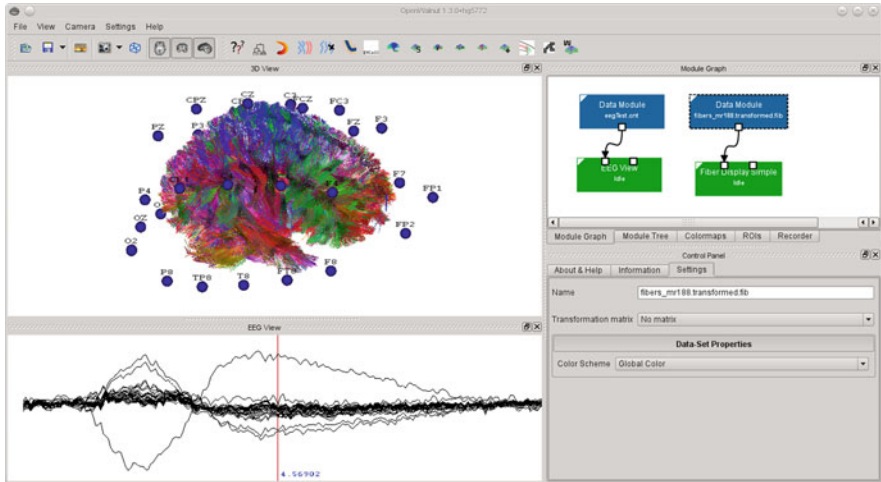 OpenWalnut 1.3.0+hg5772
File View Camera Settings Help
3D View
CPZ
CZ
C3
FCZ
FC3
PZ
P3
FZ
F3
F7
P4
FP1
OZ
FP2
O2
P8
TP8
T8
FT8
F8
EEG View
4.56902
Module Graph
Data Module
eegTest.cnt
Data Module
fibers_mr188.transformed.fib
EEG View
Idle
Fiber Display Simple
Idle
Module Graph Module Tree Colormaps ROIs Recorder
Control Panel
About & Help Information Settings
Name fibers_mr188.transformed.fib
Transformation matrix No matrix
Data-Set Properties
Color Scheme Global Color